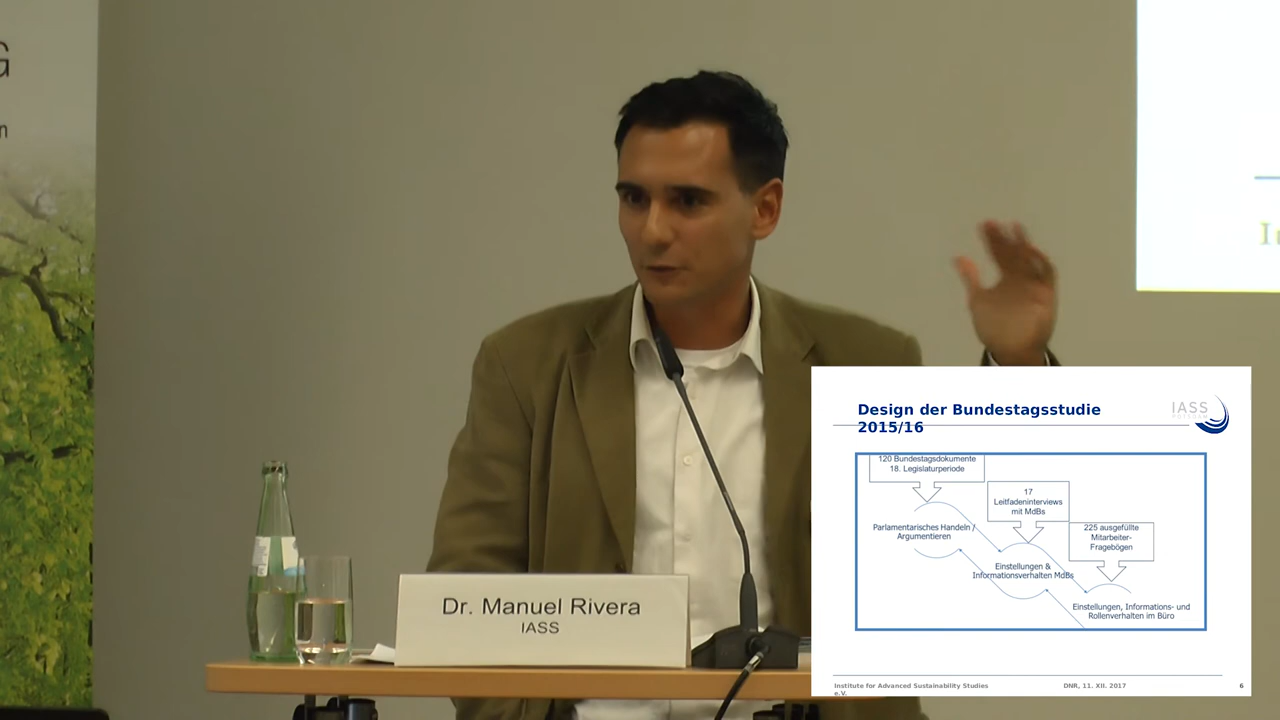 G
n
In
Dr. Manuel Rivera
IASS
Design der Bundestagsstudie
2015/16
IASS
POTSDAM
120 Bundestagsdokumente
18. Legislaturperiode
17
Leitfadeninterviews
mit MdBs
225 ausgefüllte
Mitarbeiter-
Fragebögen
Parlamentarisches Handeln /
Argumentieren
Einstellungen &
Informationsverhalten MdBs
Einstellungen, Informations- und
Rollenverhalten im Büro
Institute for Advanced Sustainability Studies
e.V.
DNR, 11. XII. 2017
6